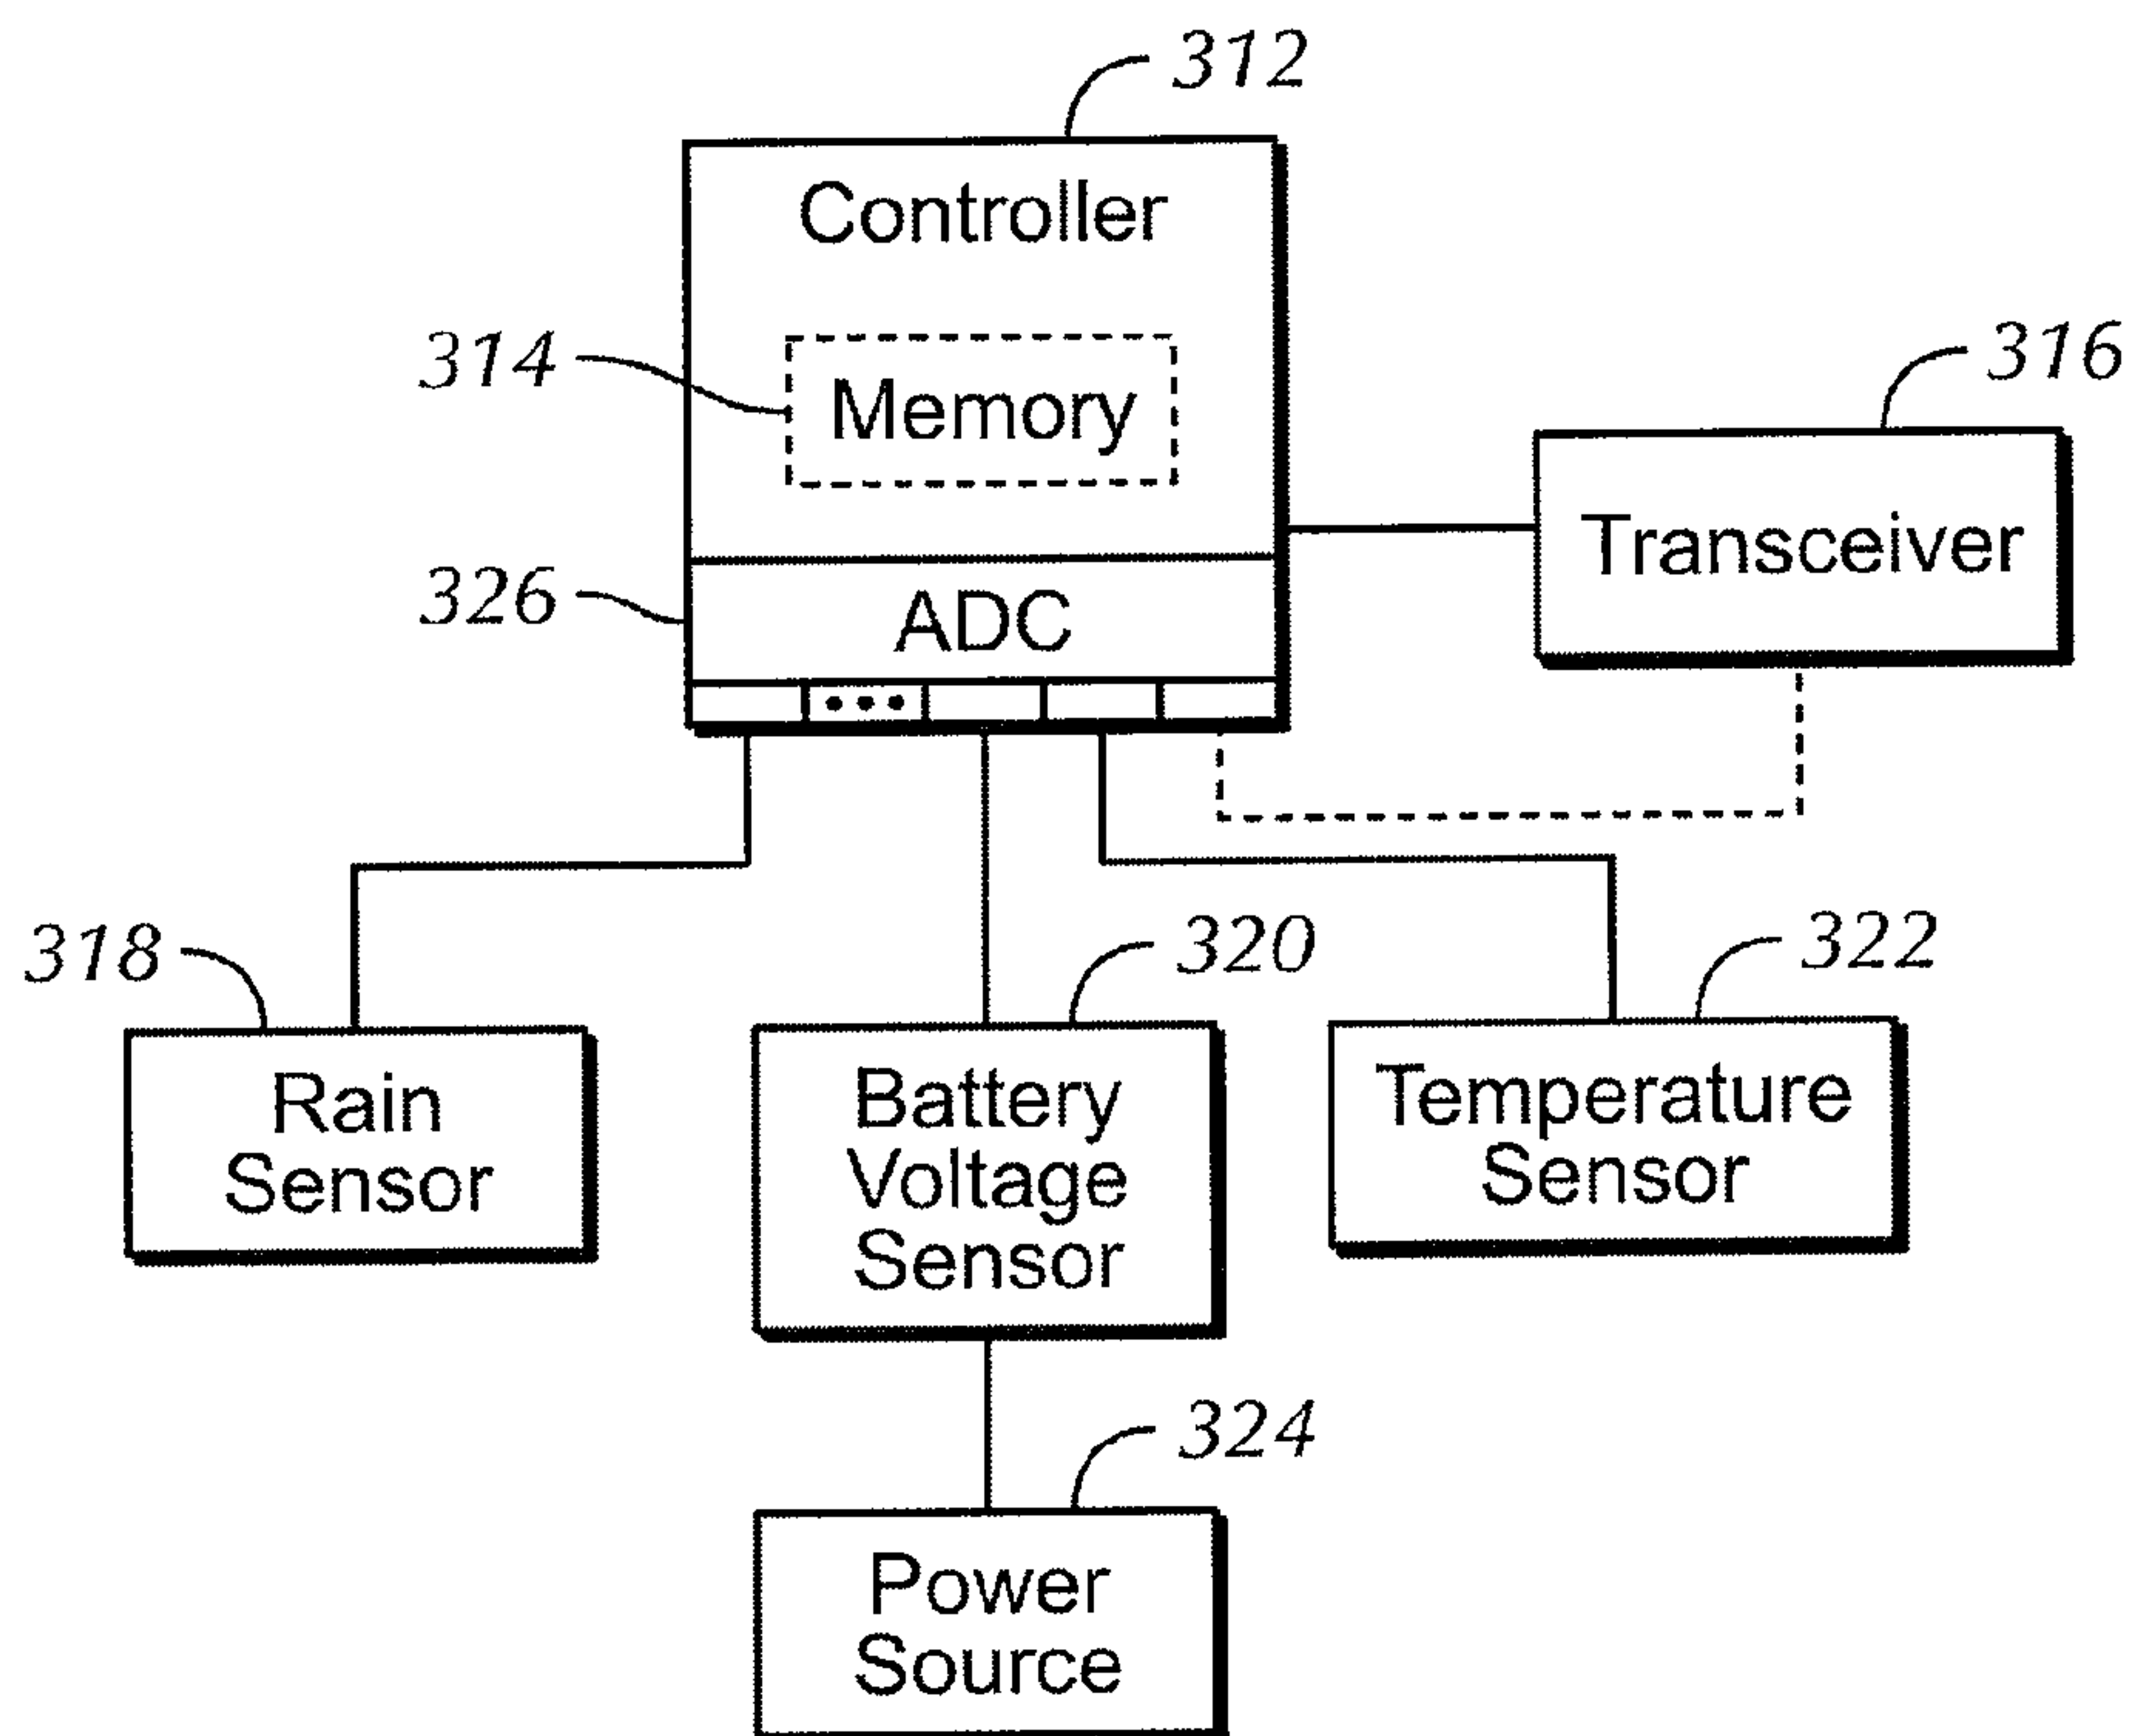 312
Controller
314
Memory
316
Transceiver
326
ADC
318
320
322
Rain
Sensor
Battery
Voltage
Sensor
Temperature
Sensor
324
Power
Source